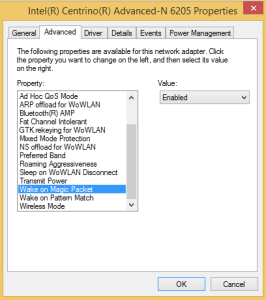 Intel(R) Centrino(R) Advanced-N 6205 Properties
General Advanced Driver Details Events Power Management
The following properties are available for this network adapter. Click
the property you want to change on the left, and then select its value
on the right.
Property: Value:
Ad Hoc QoS Mode Enabled
ARP offload for WoWLAN
Bluetooth(R) AMP
Fat Channel Intolerant
GTK rekeying for WoWLAN
Mixed Mode Protection
NS offload for WoWLAN
Preferred Band
Roaming Aggressiveness
Sleep on WoWLAN Disconnect
Transmit Power
Wake on Magic Packet
Wake on Pattern Match
Wireless Mode
OK Cancel